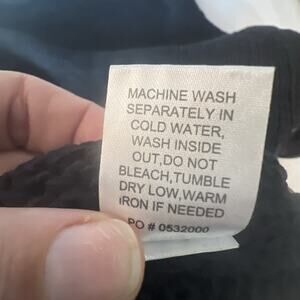 MACHINE WASH
SEPARATELY IN
COLD WATER,
WASH INSIDE
OUT,DO NOT
BLEACH,TUMBLE
DRY LOW,WARM
IRON IF NEEDED
PO # 0532000